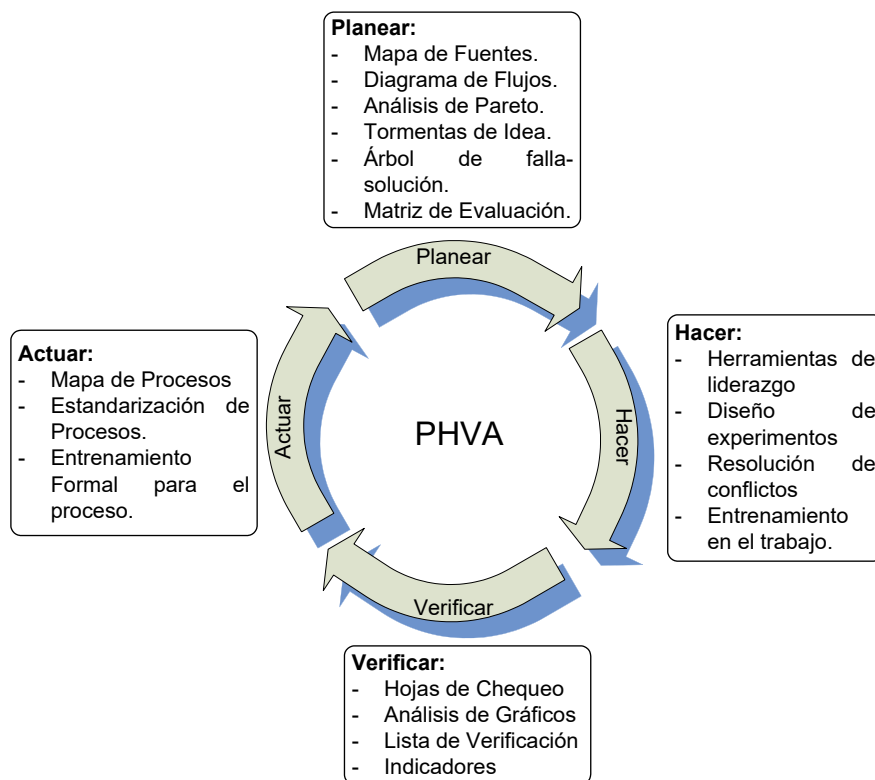 Planear:
- Mapa de Fuentes.
- Diagrama de Flujos.
- Análisis de Pareto.
- Tormentas de Idea.
- Árbol de falla-
solución.
- Matriz de Evaluación.
Planear
Actuar:
- Mapa de Procesos
- Estandarización de
Procesos.
- Entrenamiento
Formal para el
proceso.
Actuar
PHVA
Hacer
Hacer:
- Herramientas de
liderazgo
- Diseño de
experimentos
- Resolución de
conflictos
- Entrenamiento
en el trabajo.
Verificar
Verificar:
- Hojas de Chequeo
- Análisis de Gráficos
- Lista de Verificación
- Indicadores